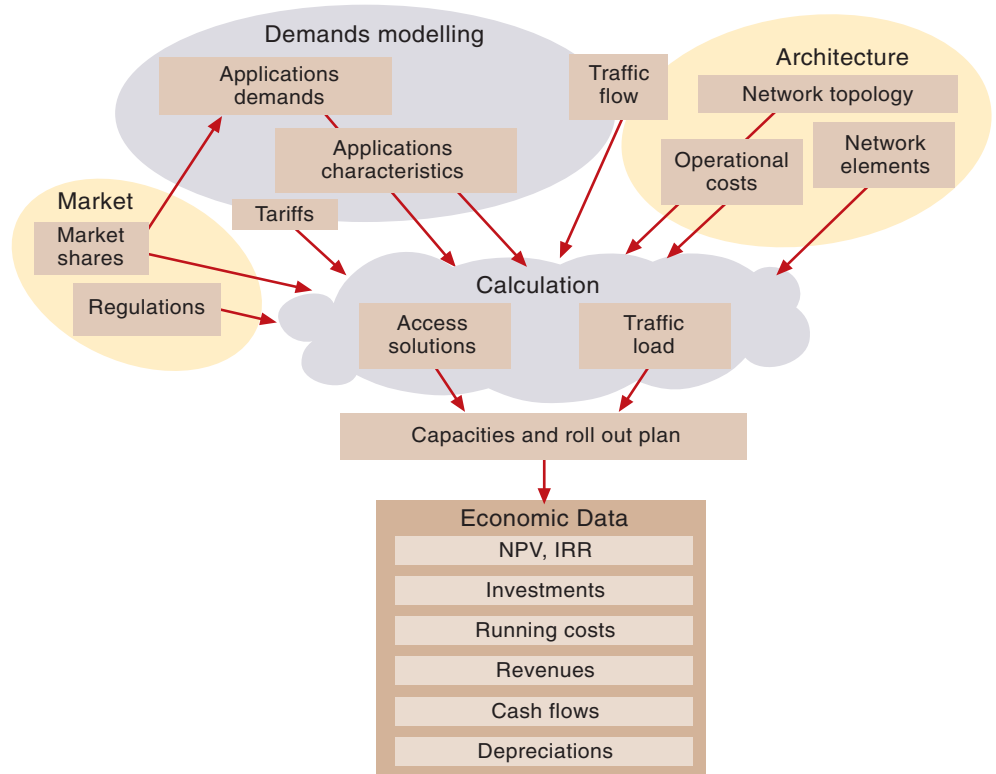 Demands modelling
Applications
demands
Applications
characteristics
Traffic
flow
Architecture
Network topology
Operational
costs
Network
elements
Market
Market
shares
Regulations
Tariffs
Calculation
Access
solutions
Traffic
load
Capacities and roll out plan
Economic Data
NPV, IRR
Investments
Running costs
Revenues
Cash flows
Depreciations